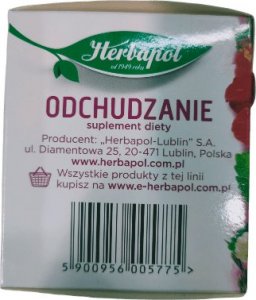 Herbapol
od 1949 roku
ODCHUDZANIE
suplement diety
Producent: „Herbapol-Lublin” S.A.
ul. Diamentowa 25, 20-471 Lublin, Polska
www.herbapol.com.pl
Wszystkie produkty z tej linii
kupisz na www.e-herbapol.com.pl
5 900956 005775 >